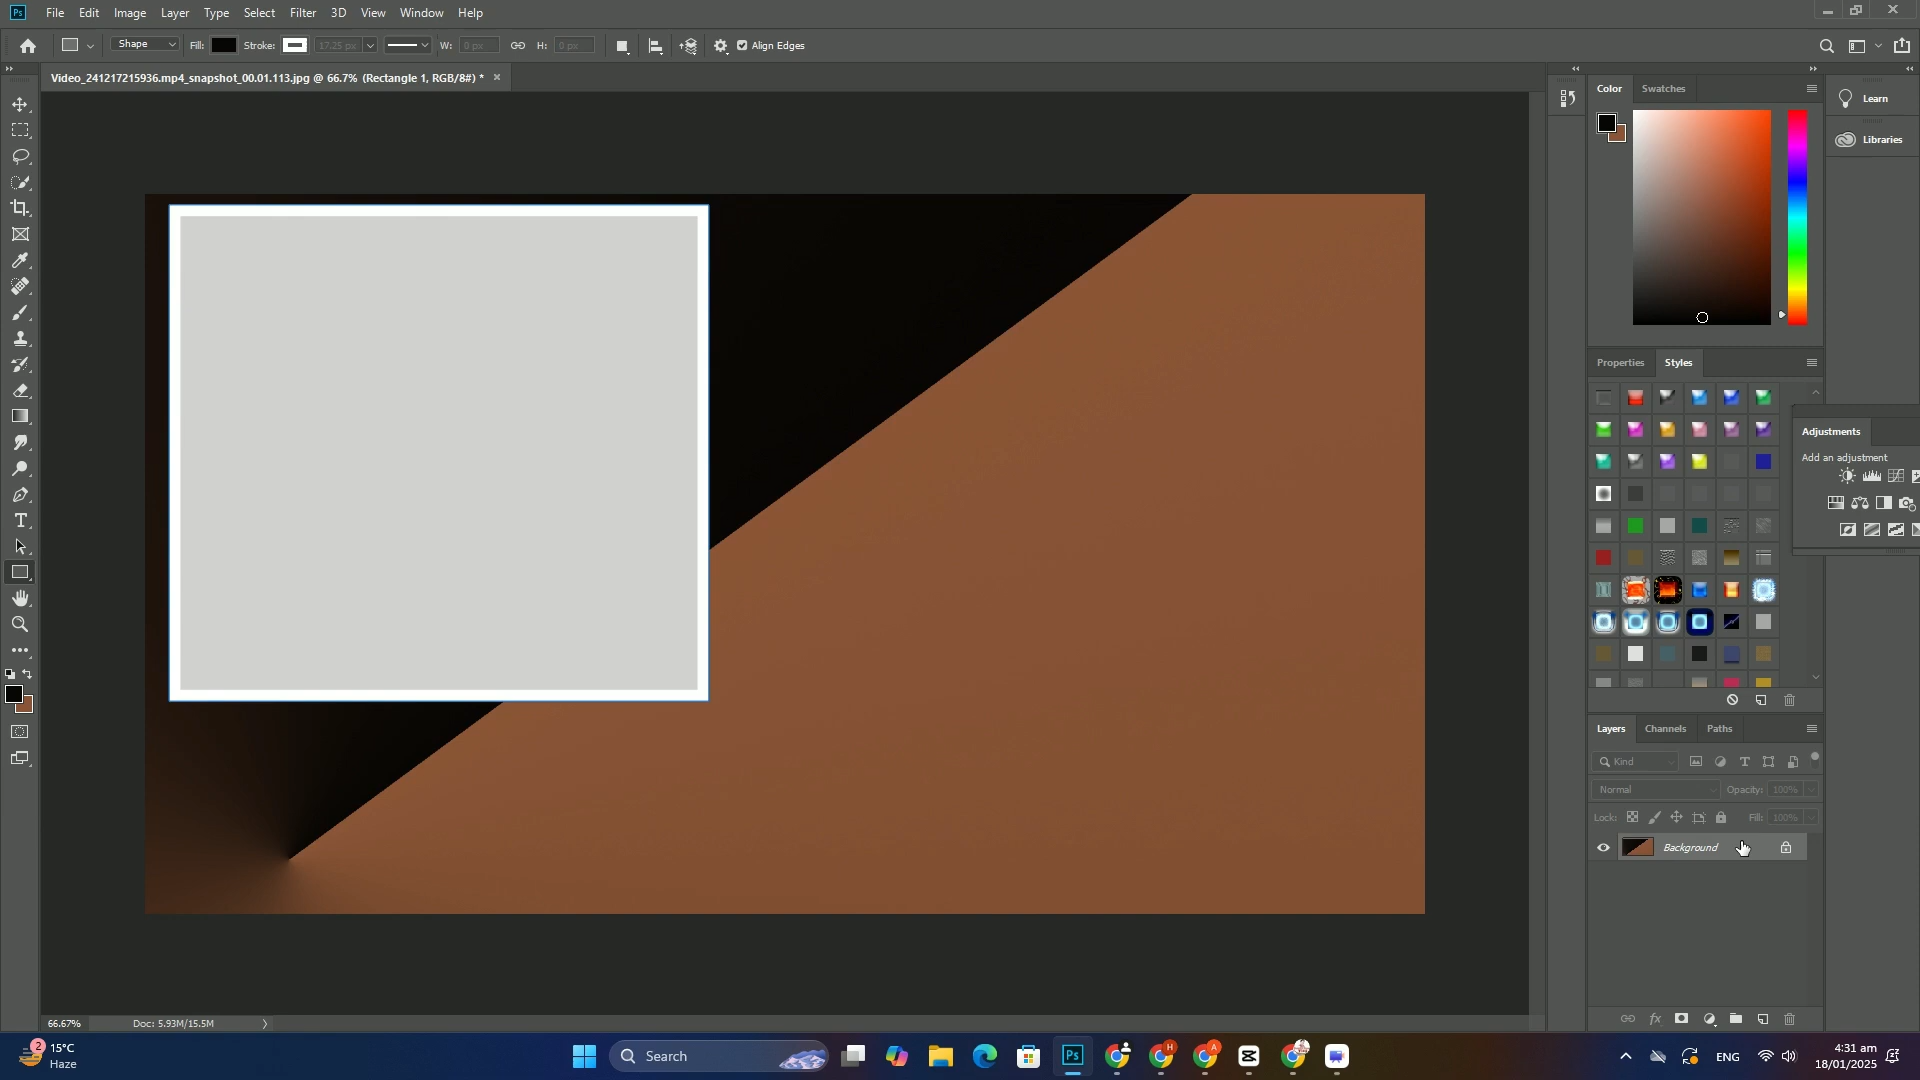 Ps File Edit Image Layer Type Select Filter 3D View Window Help
Shape Fill: Stroke: 17.25 px W: 0 px H: 0 px Align Edges
Video_241217215936.mp4_snapshot_00.01.113.jpg @ 66.7% (Rectangle 1, RGB/8#) *
Color Swatches
Learn
Libraries
Properties Styles
Adjustments
Add an adjustment
Layers Channels Paths
Kind
Normal Opacity: 100%
Lock: Fill: 100%
Background
66.67% Doc: 5.93M/15.5M
2 15°C
Haze
Search
Ps
H
A
ENG
4:31 am
18/01/2025